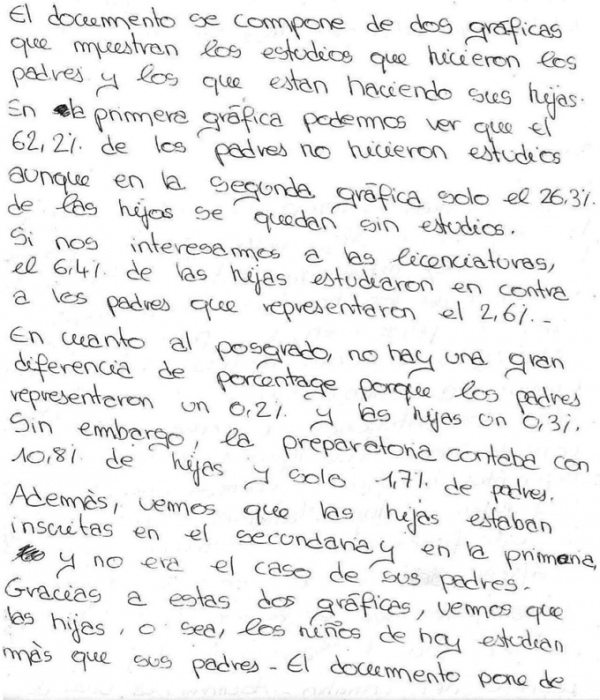 El documento se compone de dos gráficas
que muestran los estudios que hicieron los
padres y los que estan haciendo sus hijas.
En la primera gráfica podemos ver que el
62,2% de los padres no hicieron estudios
aunque en la segunda gráfica solo el 26,3%
de las hijas se quedan sin estudios.
Si nos interesamos a las licenciaturas,
el 6,4% de las hijas estudiaron en contra
a los padres que representaron el 2,6%.-
En cuanto al posgrado, no hay una gran
diferencia de porcentage porque los padres
representaron un 0,2% y las hijas un 0,3%.
Sin embargo, la preparatoria contaba con
10,8% de hijas y solo 1,7% de padres.
Además, vemos que las hijas estaban
inscritas en el secundaria y en la primaria,
y no era el caso de sus padres.
Gracias a estas dos gráficas, vemos que
las hijas, o sea, los niños de hoy estudian
màs que sus padres - El documento pone de